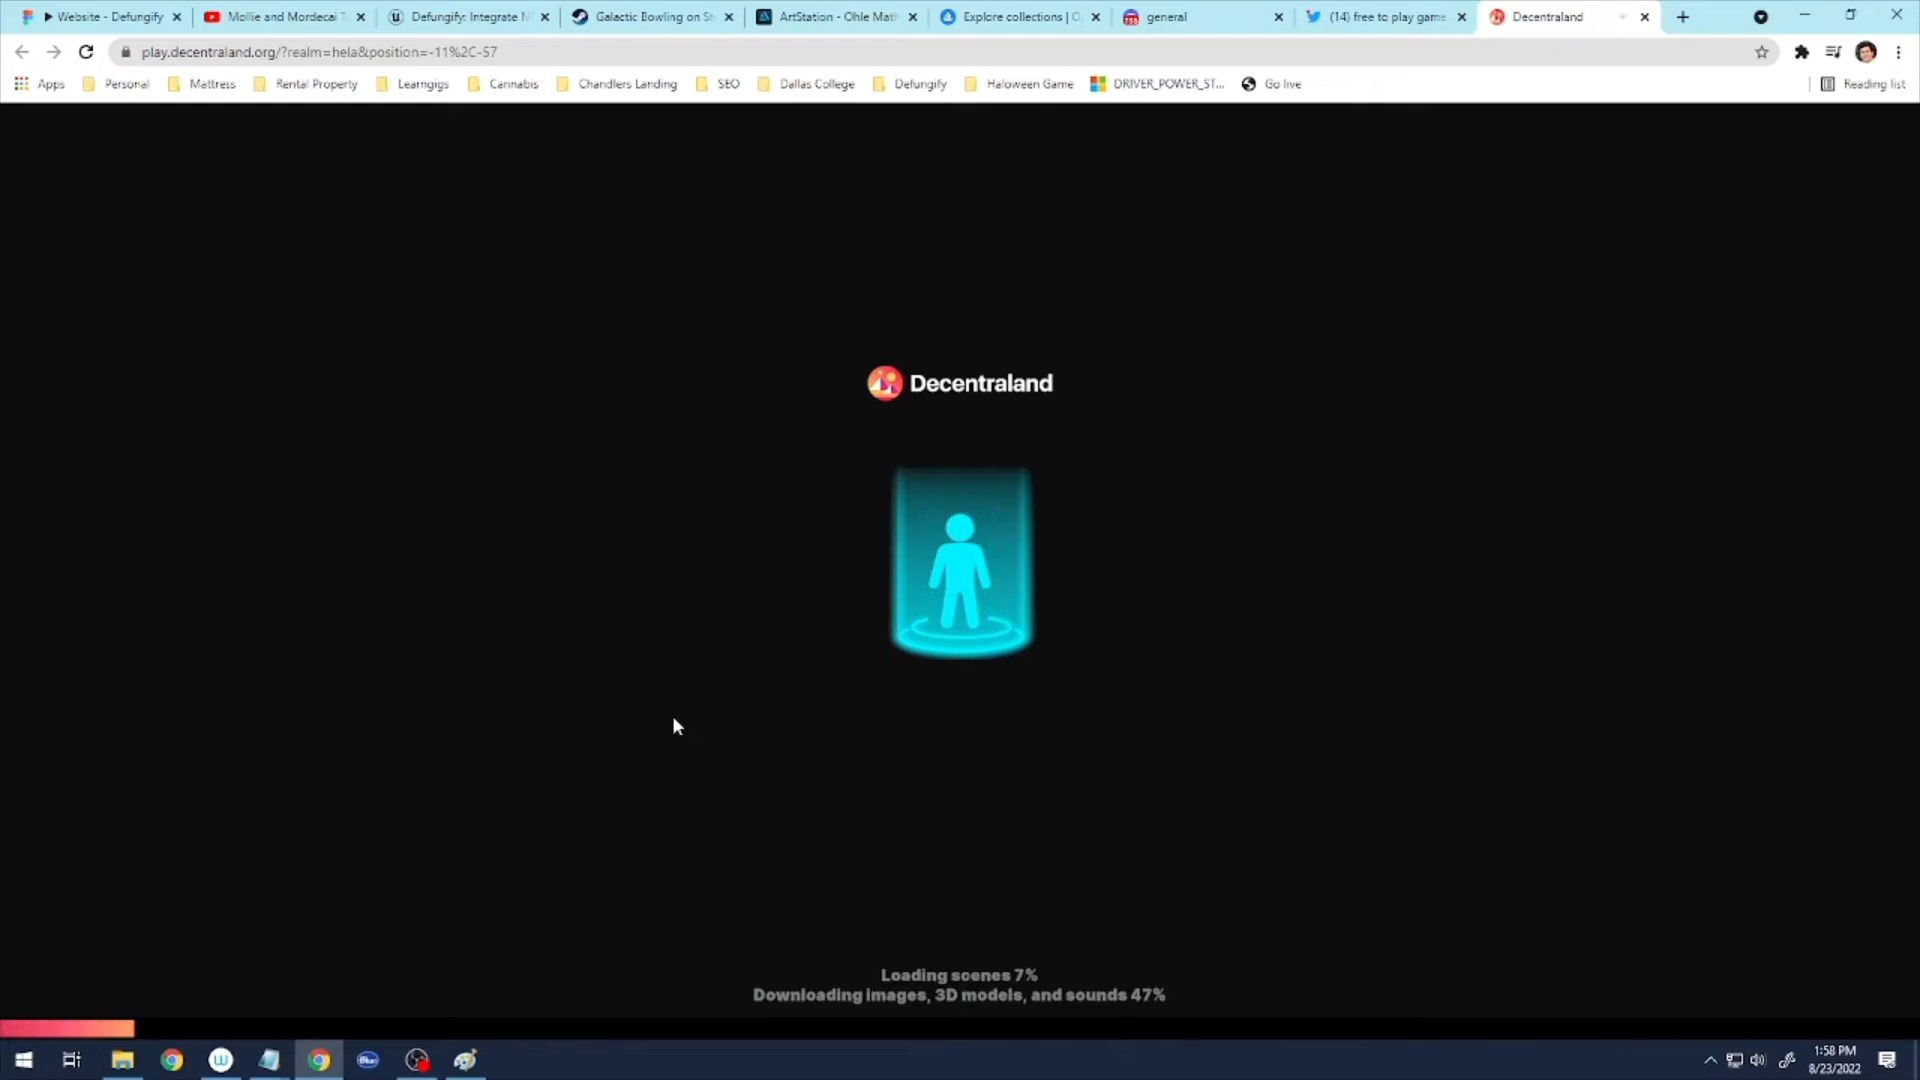 Website - Defungify
Mollie and Mordecai T
Defungify: Integrate N
Galactic Bowling on St
ArtStation - Ohle Math
Explore collections | O
general
(14) free to play game
Decentraland
play.decentraland.org/?realm=hela&position=-11%2C-57
Apps
Personal
Mattress
Rental Property
Learngigs
Cannabis
Chandlers Landing
SEO
Dallas College
Defungify
Haloween Game
DRIVER_POWER_ST...
Go live
Reading list
Decentraland
Loading scenes 7%
Downloading images, 3D models, and sounds 47%
1:58 PM
8/23/2022